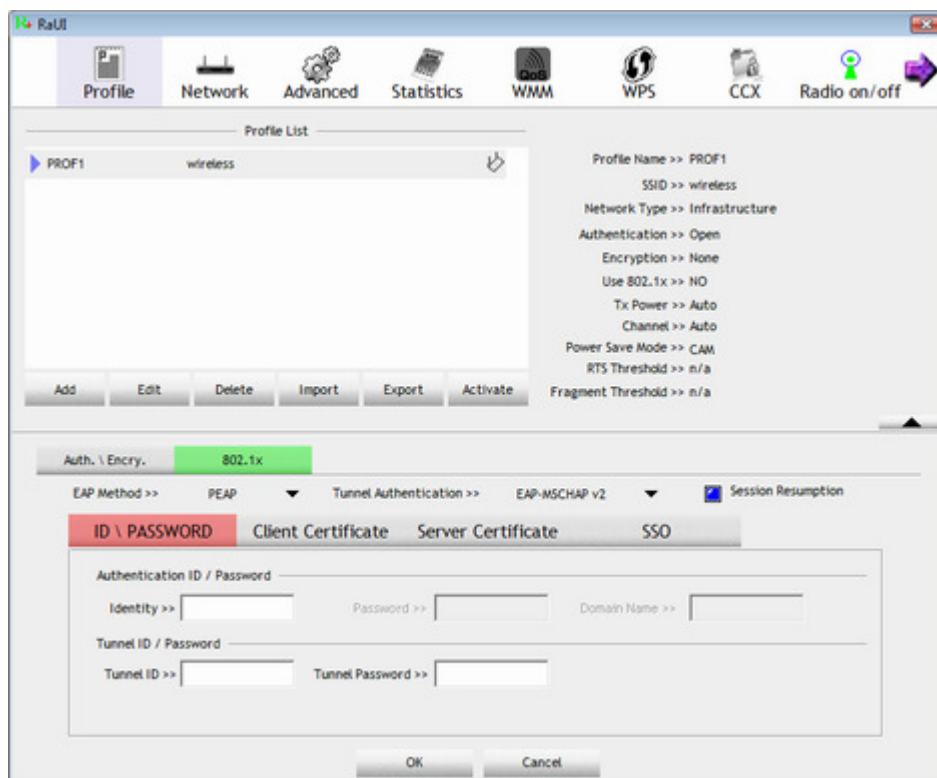 RaUI
Profile Network Advanced Statistics WMM WPS CCX Radio on/off
QoS
Profile List
PROF1 wireless
Profile Name >> PROF1
SSID >> wireless
Network Type >> Infrastructure
Authentication >> Open
Encryption >> None
Use 802.1x >> NO
Tx Power >> Auto
Channel >> Auto
Power Save Mode >> CAM
RTS Threshold >> n/a
Fragment Threshold >> n/a
Add Edit Delete Import Export Activate
Auth. \ Encry. 802.1x
EAP Method >> PEAP Tunnel Authentication >> EAP-MSCHAP v2 Session Resumption
ID \ PASSWORD Client Certificate Server Certificate SSO
Authentication ID / Password
Identity >> Password >> Domain Name >>
Tunnel ID / Password
Tunnel ID >> Tunnel Password >>
OK Cancel